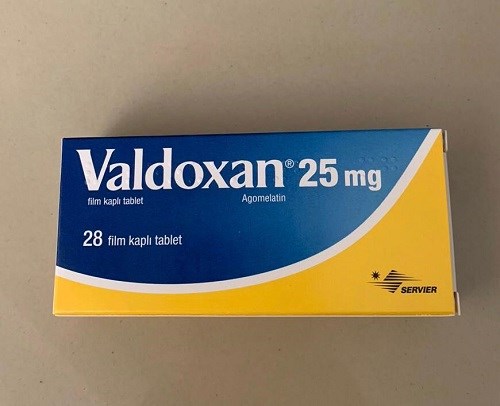 Valdoxan® 25 mg
film kaplı tablet
Agomelatin
28 film kaplı tablet
SERVIER